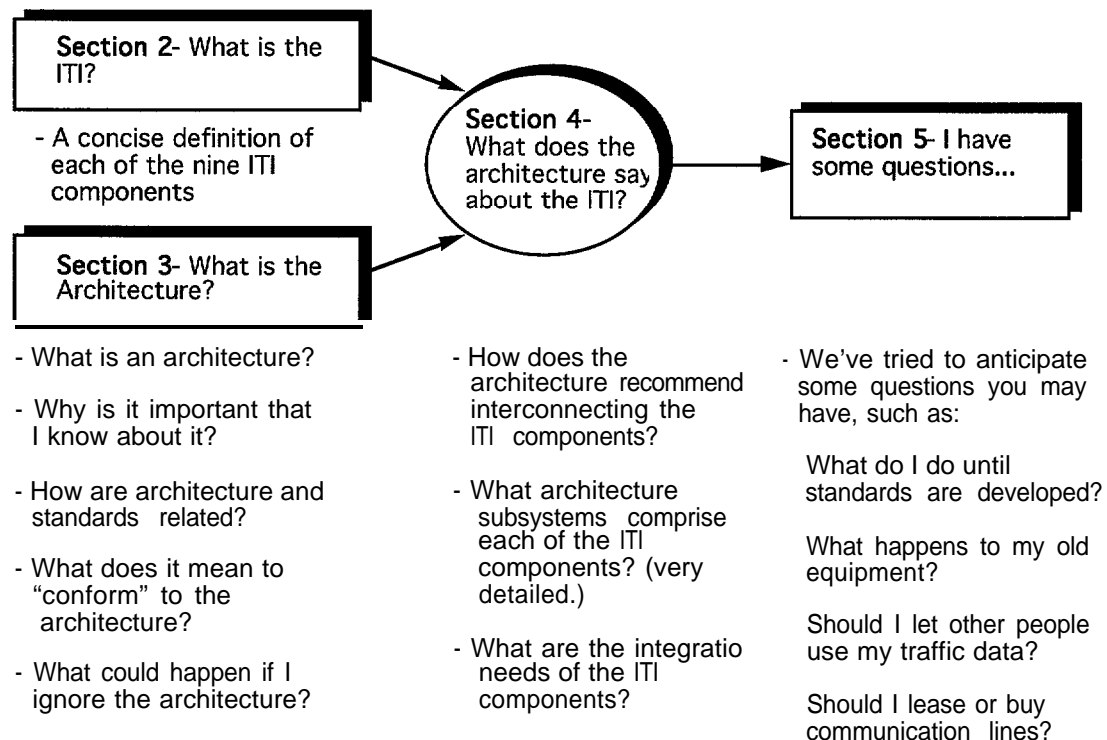 Section 2- What is the
ITI?
- A concise definition of
each of the nine ITI
components
Section 3- What is the
Architecture?
- What is an architecture?
- Why is it important that
I know about it?
- How are architecture and
standards related?
- What does it mean to
“conform” to the
architecture?
- What could happen if I
ignore the architecture?
Section 4-
What does the
architecture say
about the ITI?
- How does the
architecture recommend
interconnecting the
ITI components?
- What architecture
subsystems comprise
each of the ITI
components? (very
detailed.)
- What are the integratio
needs of the ITI
components?
Section 5- I have
some questions...
- We’ve tried to anticipate
some questions you may
have, such as:
What do I do until
standards are developed?
What happens to my old
equipment?
Should I let other people
use my traffic data?
Should I lease or buy
communication lines?